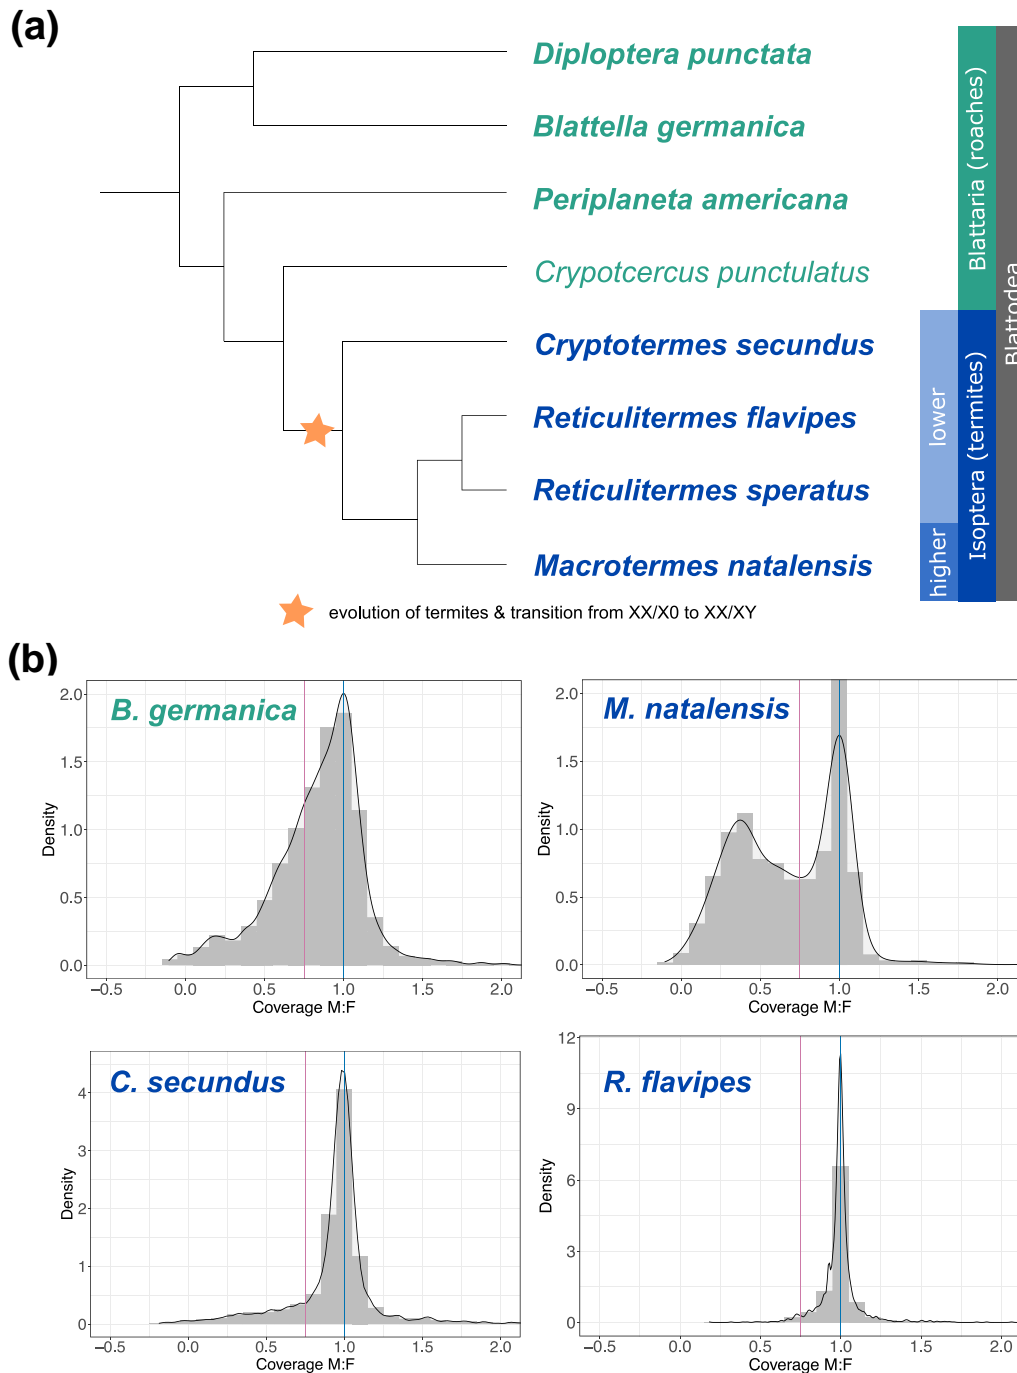 (a)
Diploptera punctata
Blattella germanica
Periplaneta americana
Crypotcercus punctulatus
Cryptotermes secundus
Reticulitermes flavipes
Reticulitermes speratus
Macrotermes natalensis
lower
higher
Blattaria (roaches)
Isoptera (termites)
Blattodea
evolution of termites & transition from XX/X0 to XX/XY
(b)
B. germanica
2.0
1.5
1.0
0.5
0.0
Density
−0.5 0.0 0.5 1.0 1.5 2.0
Coverage M:F
M. natalensis
2.0
1.5
1.0
0.5
0.0
Density
−0.5 0.0 0.5 1.0 1.5 2.0
Coverage M:F
C. secundus
4
3
2
1
0
Density
−0.5 0.0 0.5 1.0 1.5 2.0
Coverage M:F
R. flavipes
12
9
6
3
0
Density
−0.5 0.0 0.5 1.0 1.5 2.0
Coverage M:F